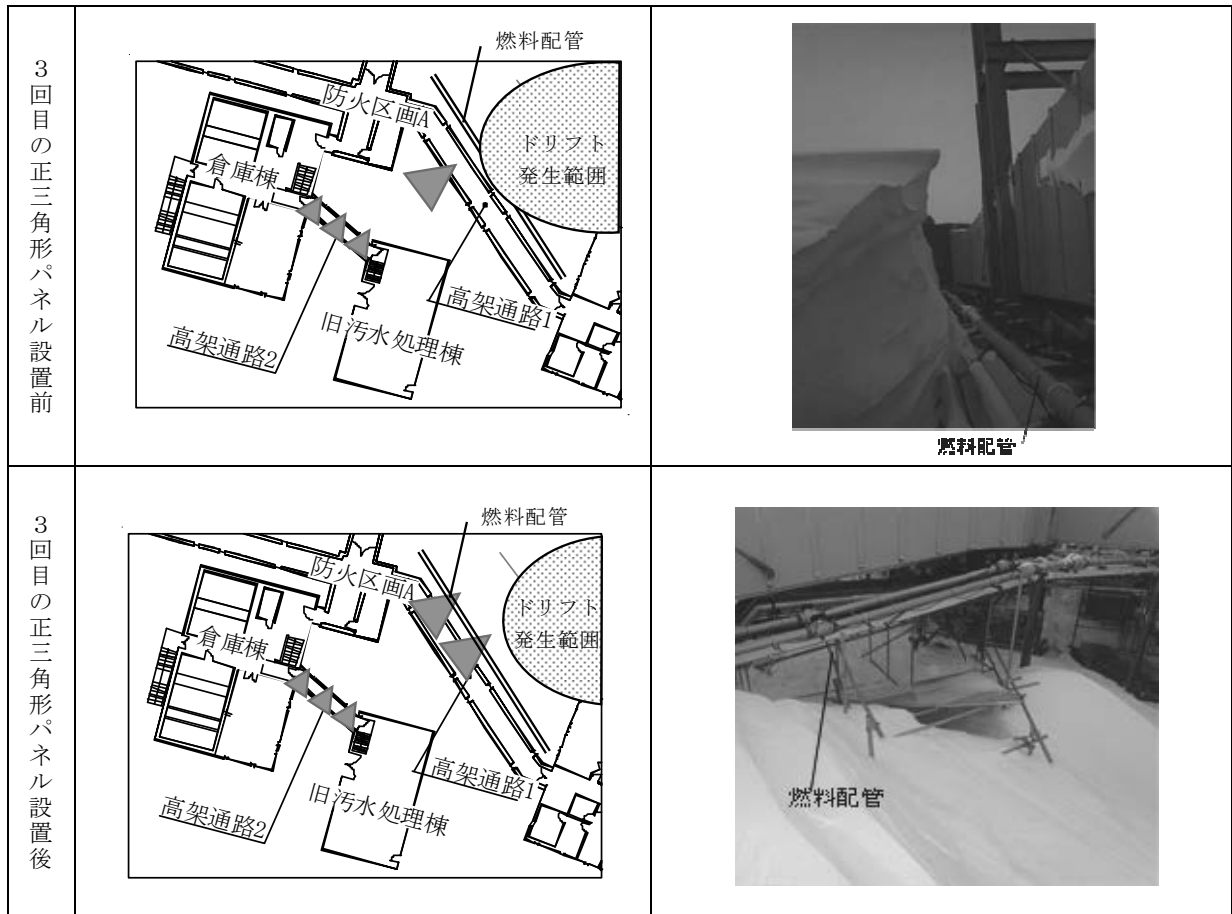 3回目の正三角形パネル設置前
燃料配管
防火区画A
ドリフト
発生範囲
倉庫棟
高架通路1
旧汚水処理棟
高架通路2
燃料配管
3回目の正三角形パネル設置後
燃料配管
防火区画A
ドリフト
発生範囲
倉庫棟
高架通路1
旧汚水処理棟
高架通路2
燃料配管